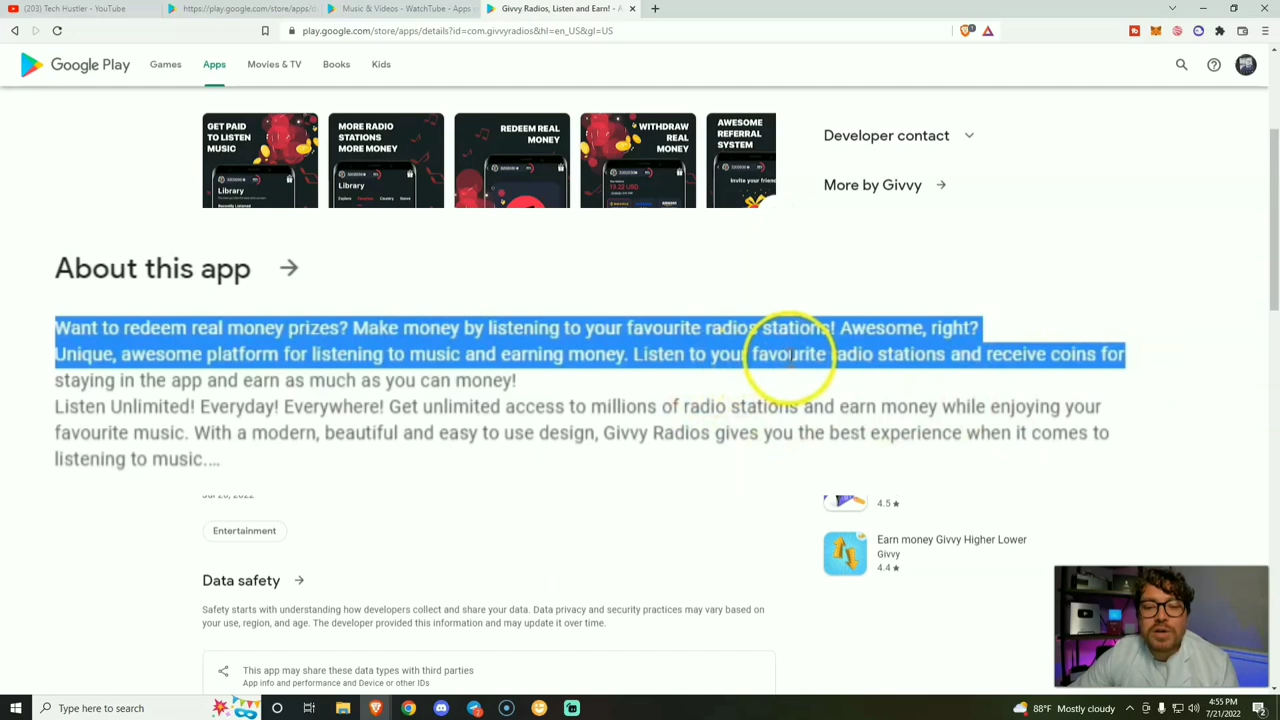 (203) Tech Hustler - YouTube
https://play.google.com/store/apps/d
Music & Videos - WatchTube - Apps
Givvy Radios, Listen and Earn! - A
play.google.com/store/apps/details?id=com.givvyradios&hl=en_US&gl=US
Google Play
Games
Apps
Movies & TV
Books
Kids
GET PAID
TO LISTEN
MUSIC
Library
MORE RADIO
STATIONS
MORE MONEY
Library
REDEEM REAL
MONEY
WITHDRAW
REAL
MONEY
13.22 USD
AWESOME
REFERRAL
SYSTEM
Invite your friend
Developer contact
More by Givvy
About this app
Want to redeem real money prizes? Make money by listening to your favourite radios stations! Awesome, right?
Unique, awesome platform for listening to music and earning money. Listen to your favourite radio stations and receive coins for
staying in the app and earn as much as you can money!
Listen Unlimited! Everyday! Everywhere! Get unlimited access to millions of radio stations and earn money while enjoying your
favourite music. With a modern, beautiful and easy to use design, Givvy Radios gives you the best experience when it comes to
listening to music....
4.5★
Entertainment
Earn money Givvy Higher Lower
Givvy
4.4★
Data safety
Safety starts with understanding how developers collect and share your data. Data privacy and security practices may vary based on
your use, region, and age. The developer provided this information and may update it over time.
This app may share these data types with third parties
App info and performance and Device or other IDs
Type here to search
88°F Mostly cloudy
4:55 PM
7/21/2022